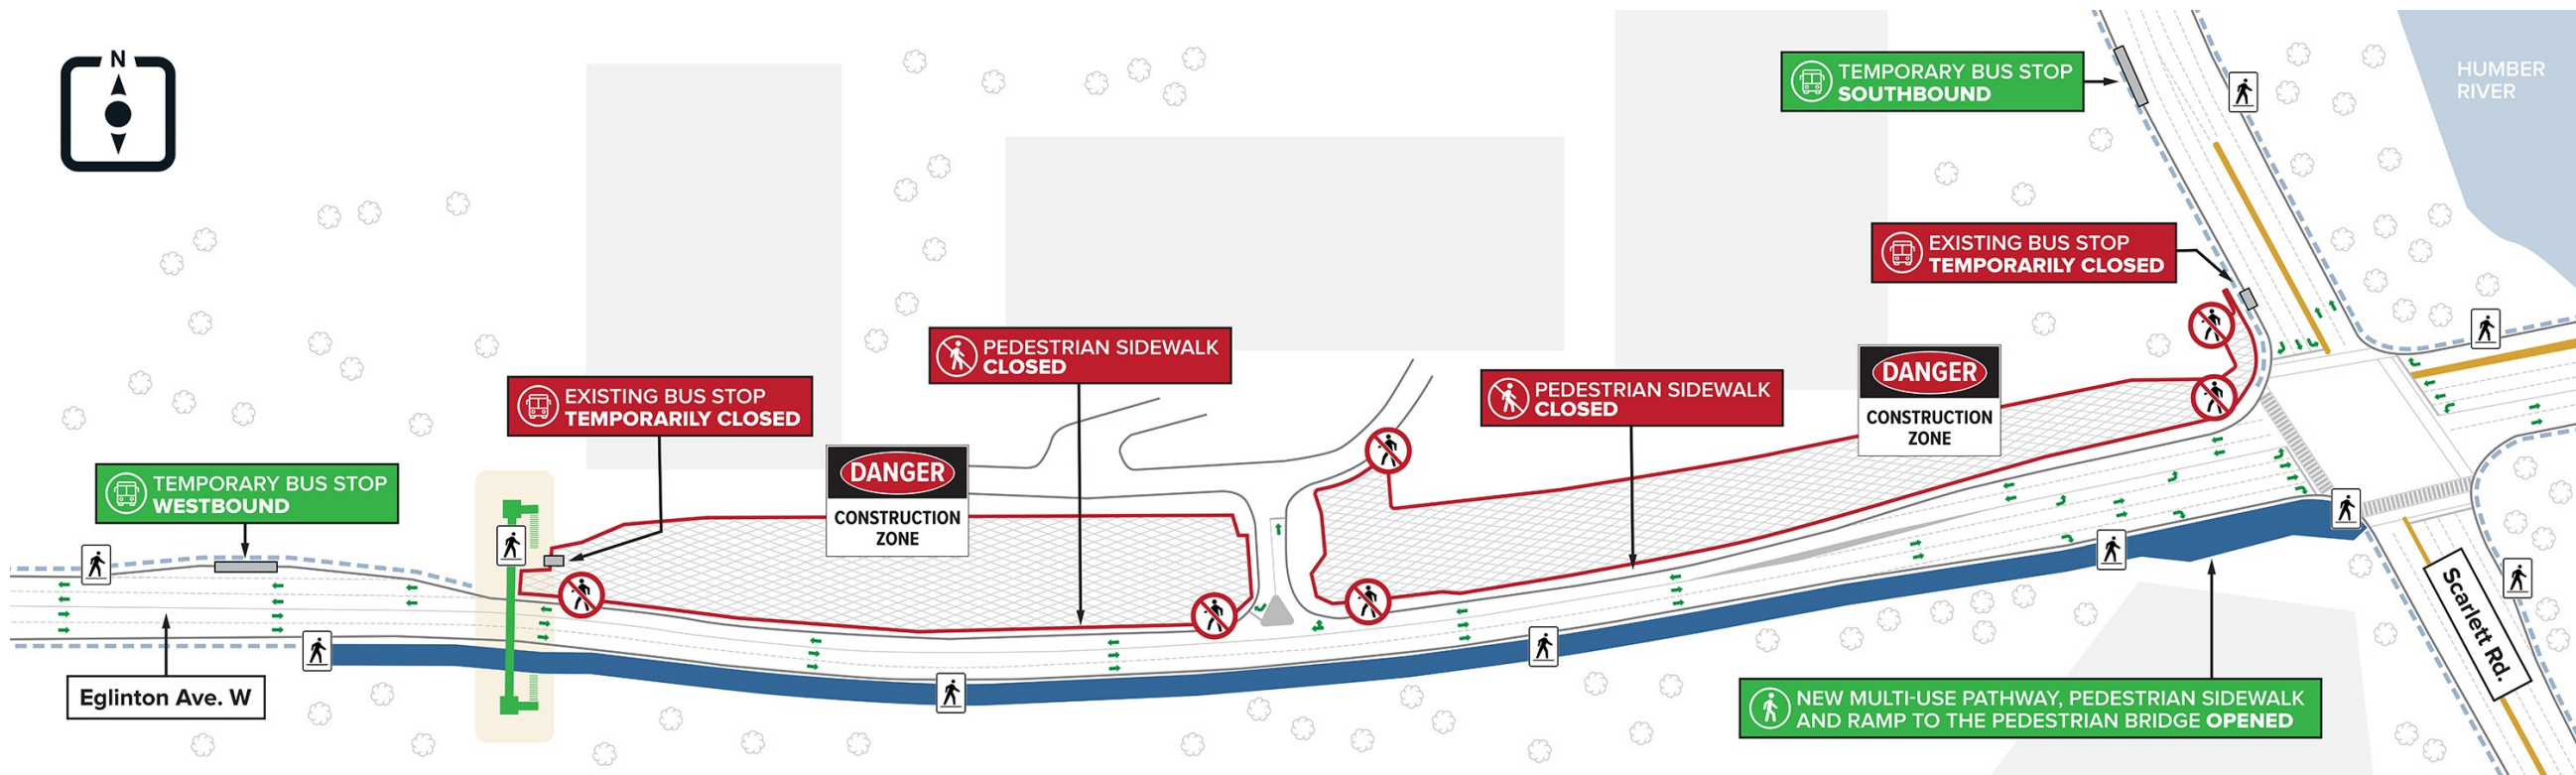 N
TEMPORARY BUS STOP
SOUTHBOUND
HUMBER
RIVER
EXISTING BUS STOP
TEMPORARILY CLOSED
PEDESTRIAN SIDEWALK
CLOSED
DANGER
CONSTRUCTION
ZONE
EXISTING BUS STOP
TEMPORARILY CLOSED
PEDESTRIAN SIDEWALK
CLOSED
DANGER
CONSTRUCTION
ZONE
TEMPORARY BUS STOP
WESTBOUND
Eglinton Ave. W
Scarlett Rd.
NEW MULTI-USE PATHWAY, PEDESTRIAN SIDEWALK
AND RAMP TO THE PEDESTRIAN BRIDGE OPENED